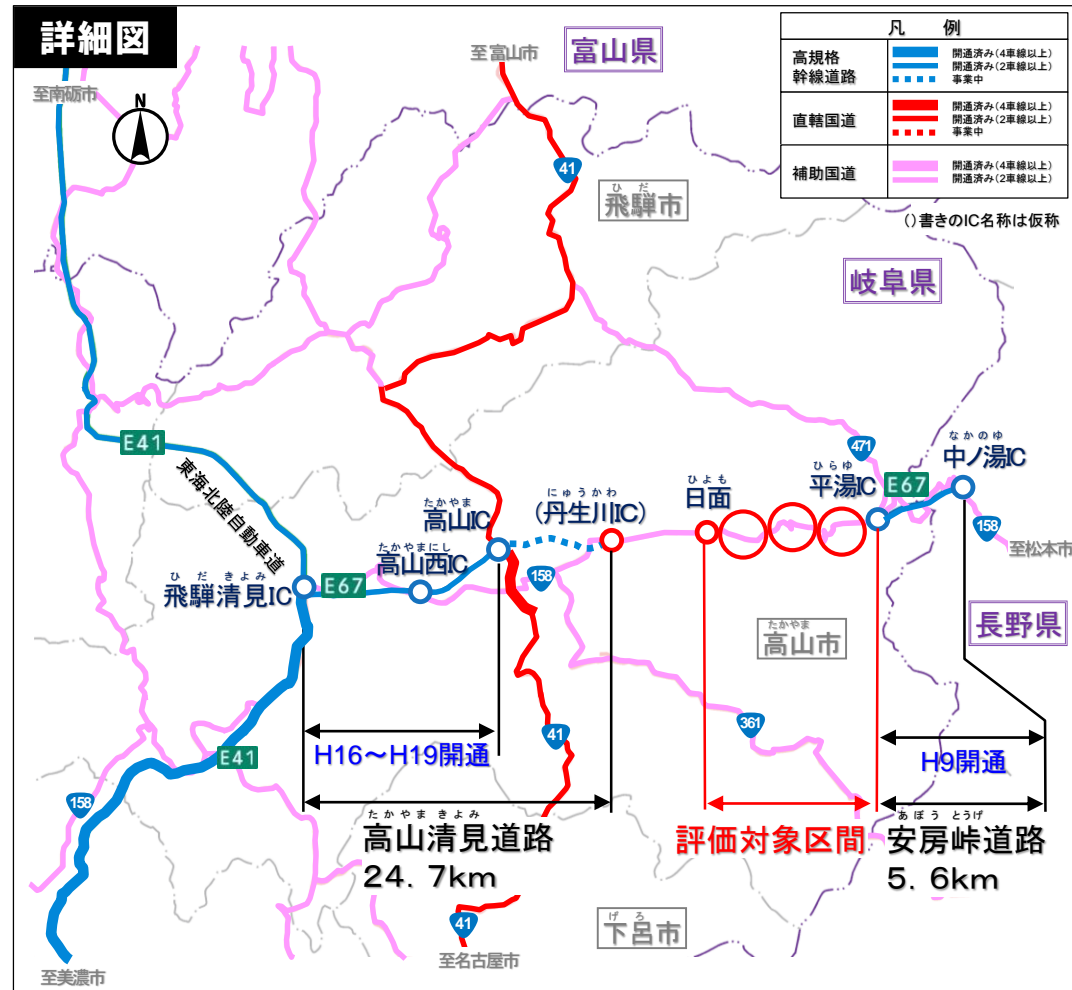 詳細図
至富山市
富山県
凡 例
高規格
幹線道路
開通済み(4車線以上)
開通済み(2車線以上)
事業中
直轄国道
開通済み(4車線以上)
開通済み(2車線以上)
事業中
補助国道
開通済み(4車線以上)
開通済み(2車線以上)
()書きのIC名称は仮称
至南砺市
N
41
ひだ
飛騨市
岐阜県
E41
東海北陸自動車道
471
なかのゆ
中ノ湯IC
ひらゆ
平湯IC
E67
ひよも
日面
にゅうかわ
(丹生川IC)
たかやま
高山IC
たかやまにし
高山西IC
158
158
至松本市
ひだきよみ
飛騨清見IC
E67
たかやま
高山市
長野県
361
41
E41
158
H16～H19開通
H9開通
たかやまきよみ
高山清見道路
24.7km
評価対象区間
あぼうとうげ
安房峠道路
5.6km
げろ
下呂市
41
至名古屋市
至美濃市